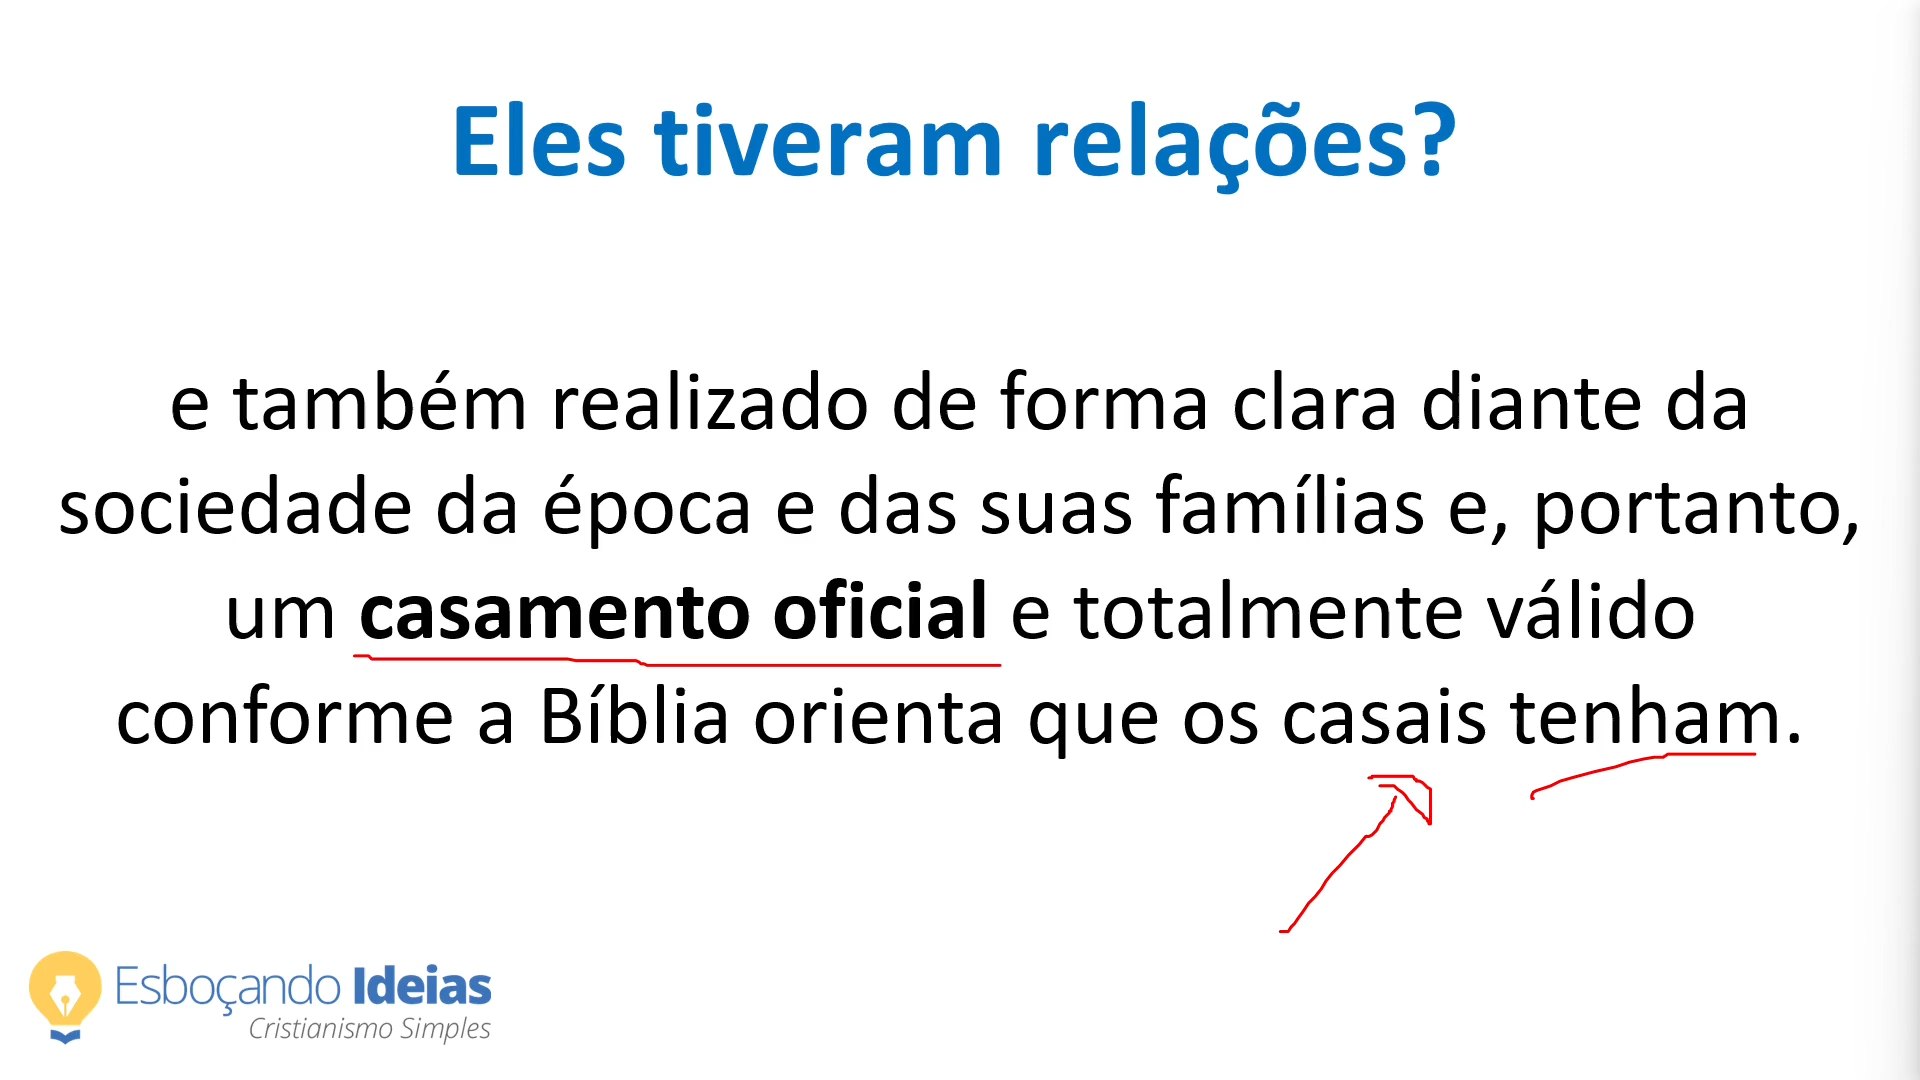 Eles tiveram relações?
e também realizado de forma clara diante da
sociedade da época e das suas famílias e, portanto,
um casamento oficial e totalmente válido
conforme a Bíblia orienta que os casais tenham.
Esboçando Ideias
Cristianismo Simples